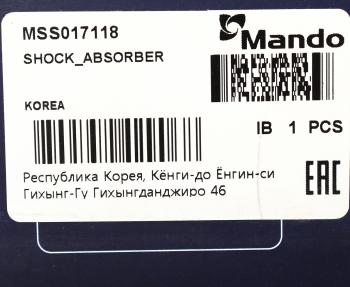 MSS017118
Mando
SHOCK_ABSORBER
KOREA
IB 1 PCS
Республика Корея, Кёнги-до Ёнгин-си
Гихынг-Гу Гихынгданджиро 46
EAC